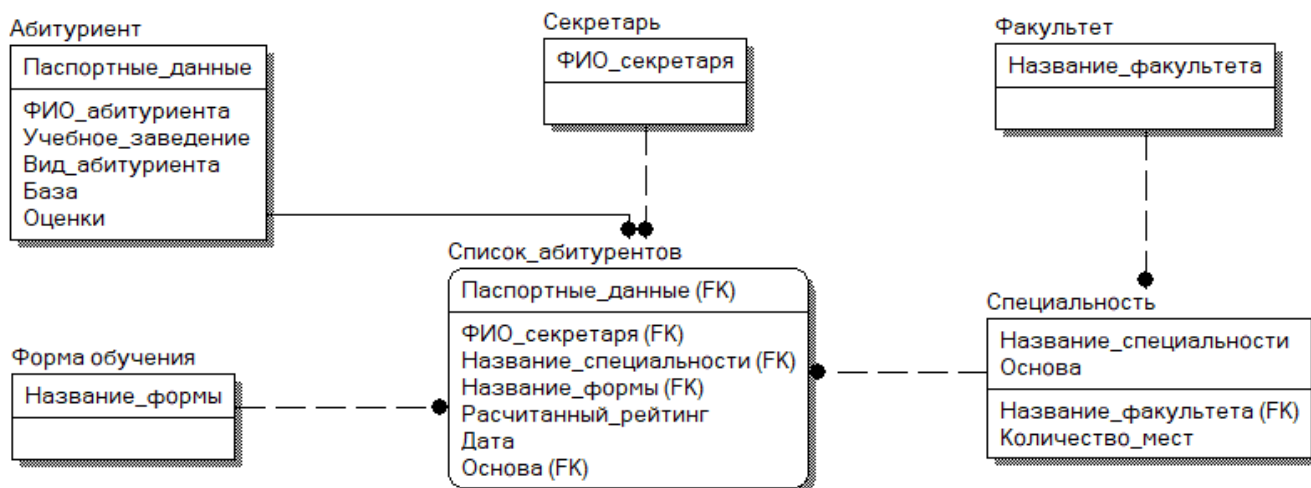 Абитуриент
Паспортные_данные
ФИО_абитуриента
Учебное_заведение
Вид_абитуриента
База
Оценки
Секретарь
ФИО_секретаря
Факультет
Название_факультета
Форма обучения
Название_формы
Список_абитурентов
Паспортные_данные (FK)
ФИО_секретаря (FK)
Название_специальности (FK)
Название_формы (FK)
Расчитанный_рейтинг
Дата
Основа (FK)
Специальность
Название_специальности
Основа
Название_факультета (FK)
Количество_мест